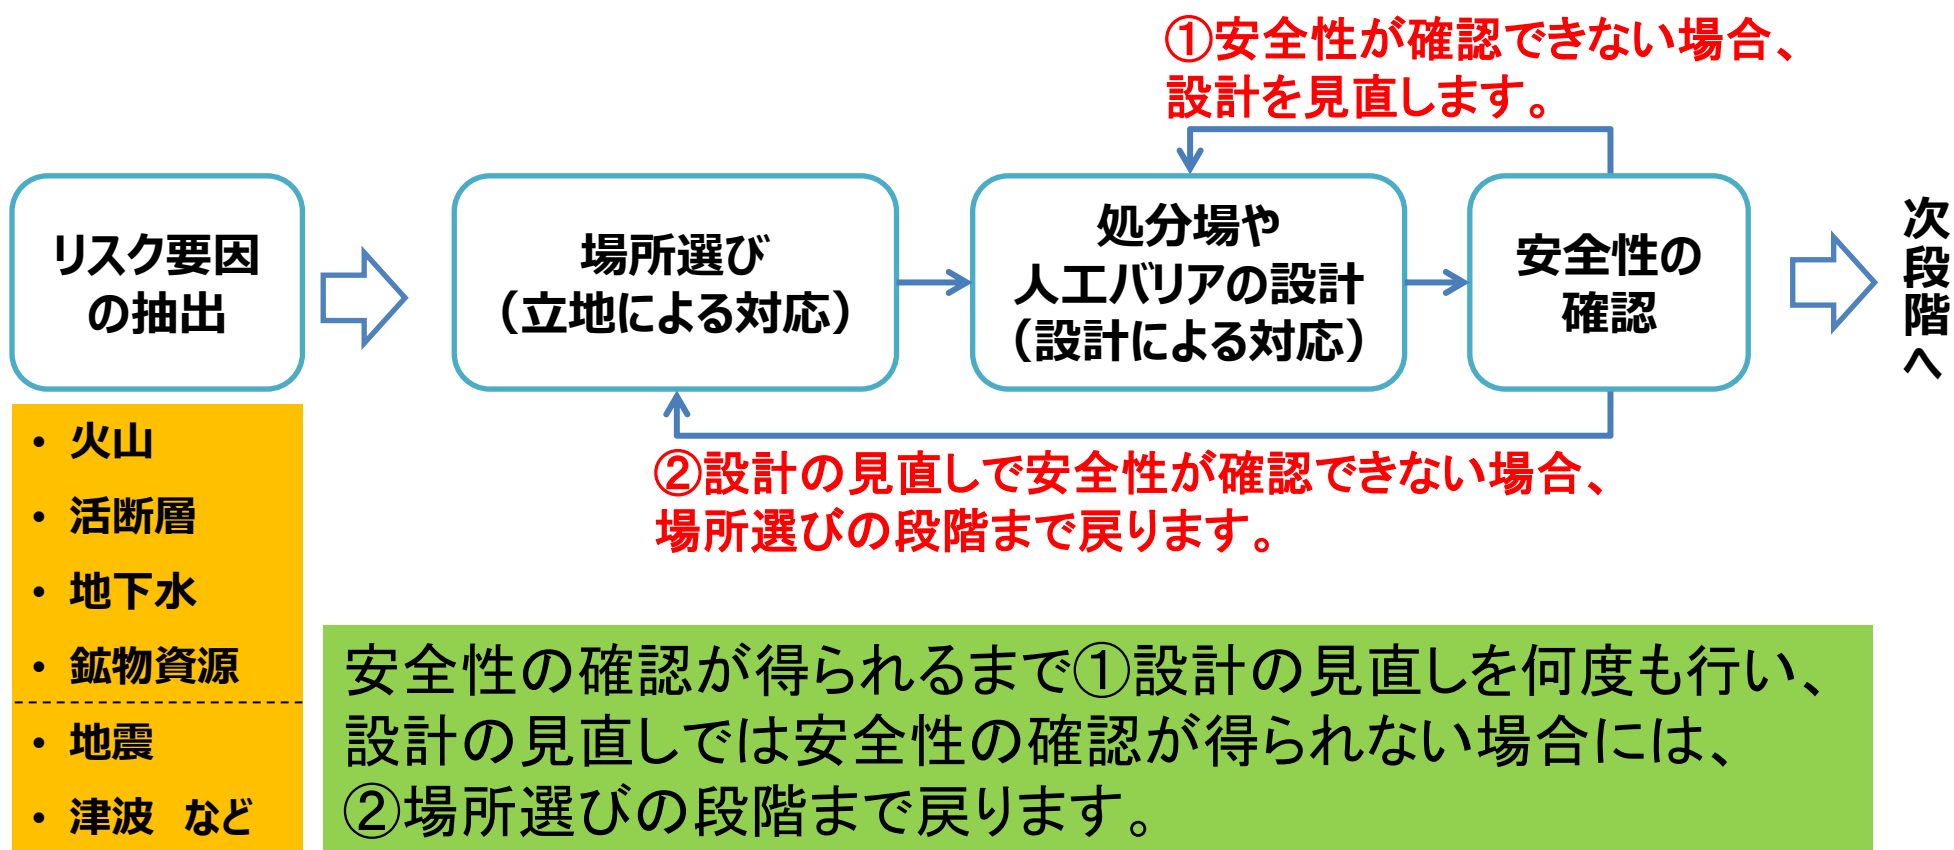 ①安全性が確認できない場合、
設計を見直します。
リスク要因
の抽出
場所選び
（立地による対応）
処分場や
人工バリアの設計
（設計による対応）
安全性の
確認
次段階へ
②設計の見直しで安全性が確認できない場合、
場所選びの段階まで戻ります。
• 火山
• 活断層
• 地下水
• 鉱物資源
• 地震
• 津波　など
安全性の確認が得られるまで①設計の見直しを何度も行い、
設計の見直しでは安全性の確認が得られない場合には、
②場所選びの段階まで戻ります。